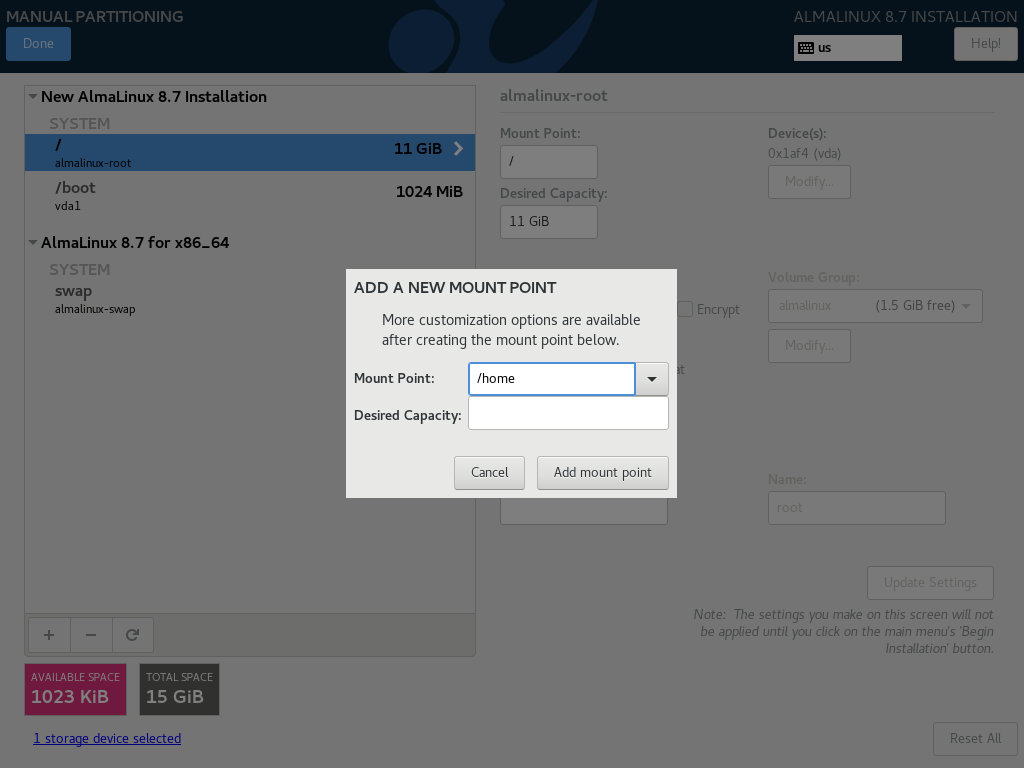 MANUAL PARTITIONING
Done
ALMALINUX 8.7 INSTALLATION
us
Help!
New AlmaLinux 8.7 Installation
SYSTEM
/
11 GiB
almalinux-root
/boot
1024 MiB
vda1
AlmaLinux 8.7 for x86_64
SYSTEM
swap
almalinux-swap
+ −
AVAILABLE SPACE
1023 KiB
TOTAL SPACE
15 GiB
1 storage device selected
almalinux-root
Mount Point:
/
Desired Capacity:
11 GiB
Device(s):
0x1af4 (vda)
Modify...
Encrypt
Volume Group:
almalinux (1.5 GiB free)
Modify...
Name:
root
Update Settings
Note: The settings you make on this screen will not
be applied until you click on the main menu's 'Begin
Installation' button.
Reset All
ADD A NEW MOUNT POINT
More customization options are available
after creating the mount point below.
Mount Point:
/home
Desired Capacity:
Cancel
Add mount point